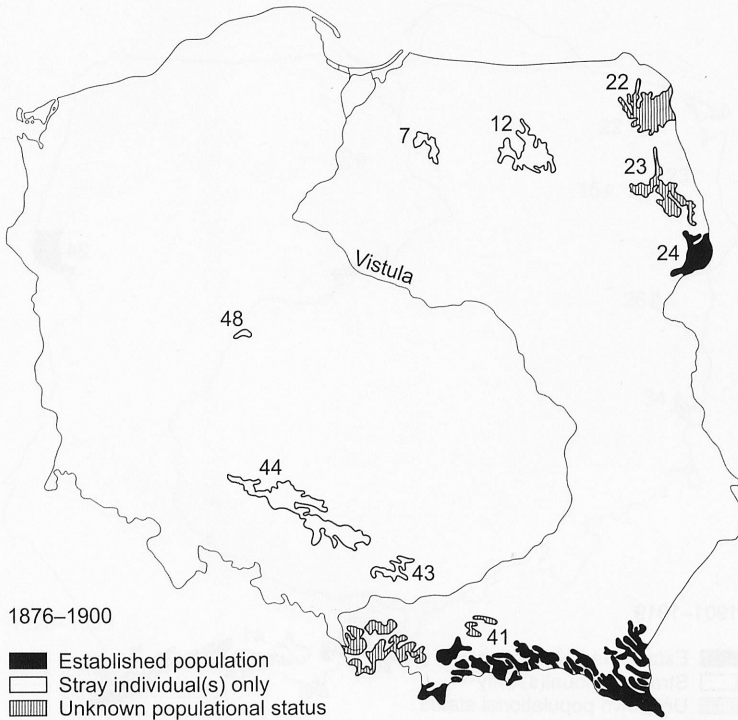 22
7
12
23
24
Vistula
48
44
43
41
1876–1900
Established population
Stray individual(s) only
Unknown populational status